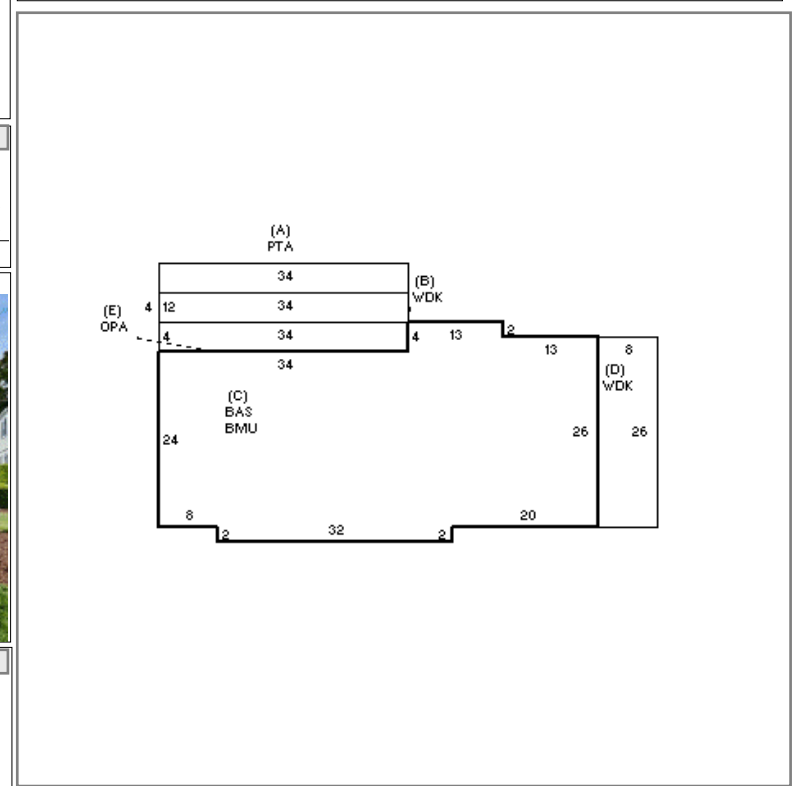 (A)
PTA
34
(B)
WDK
4 12 34
(E)
OPA
4 34 4 13 2
34 13 8
(D)
WDK
(C)
BAS
BMU
24 26 26
8 32 20
2 2